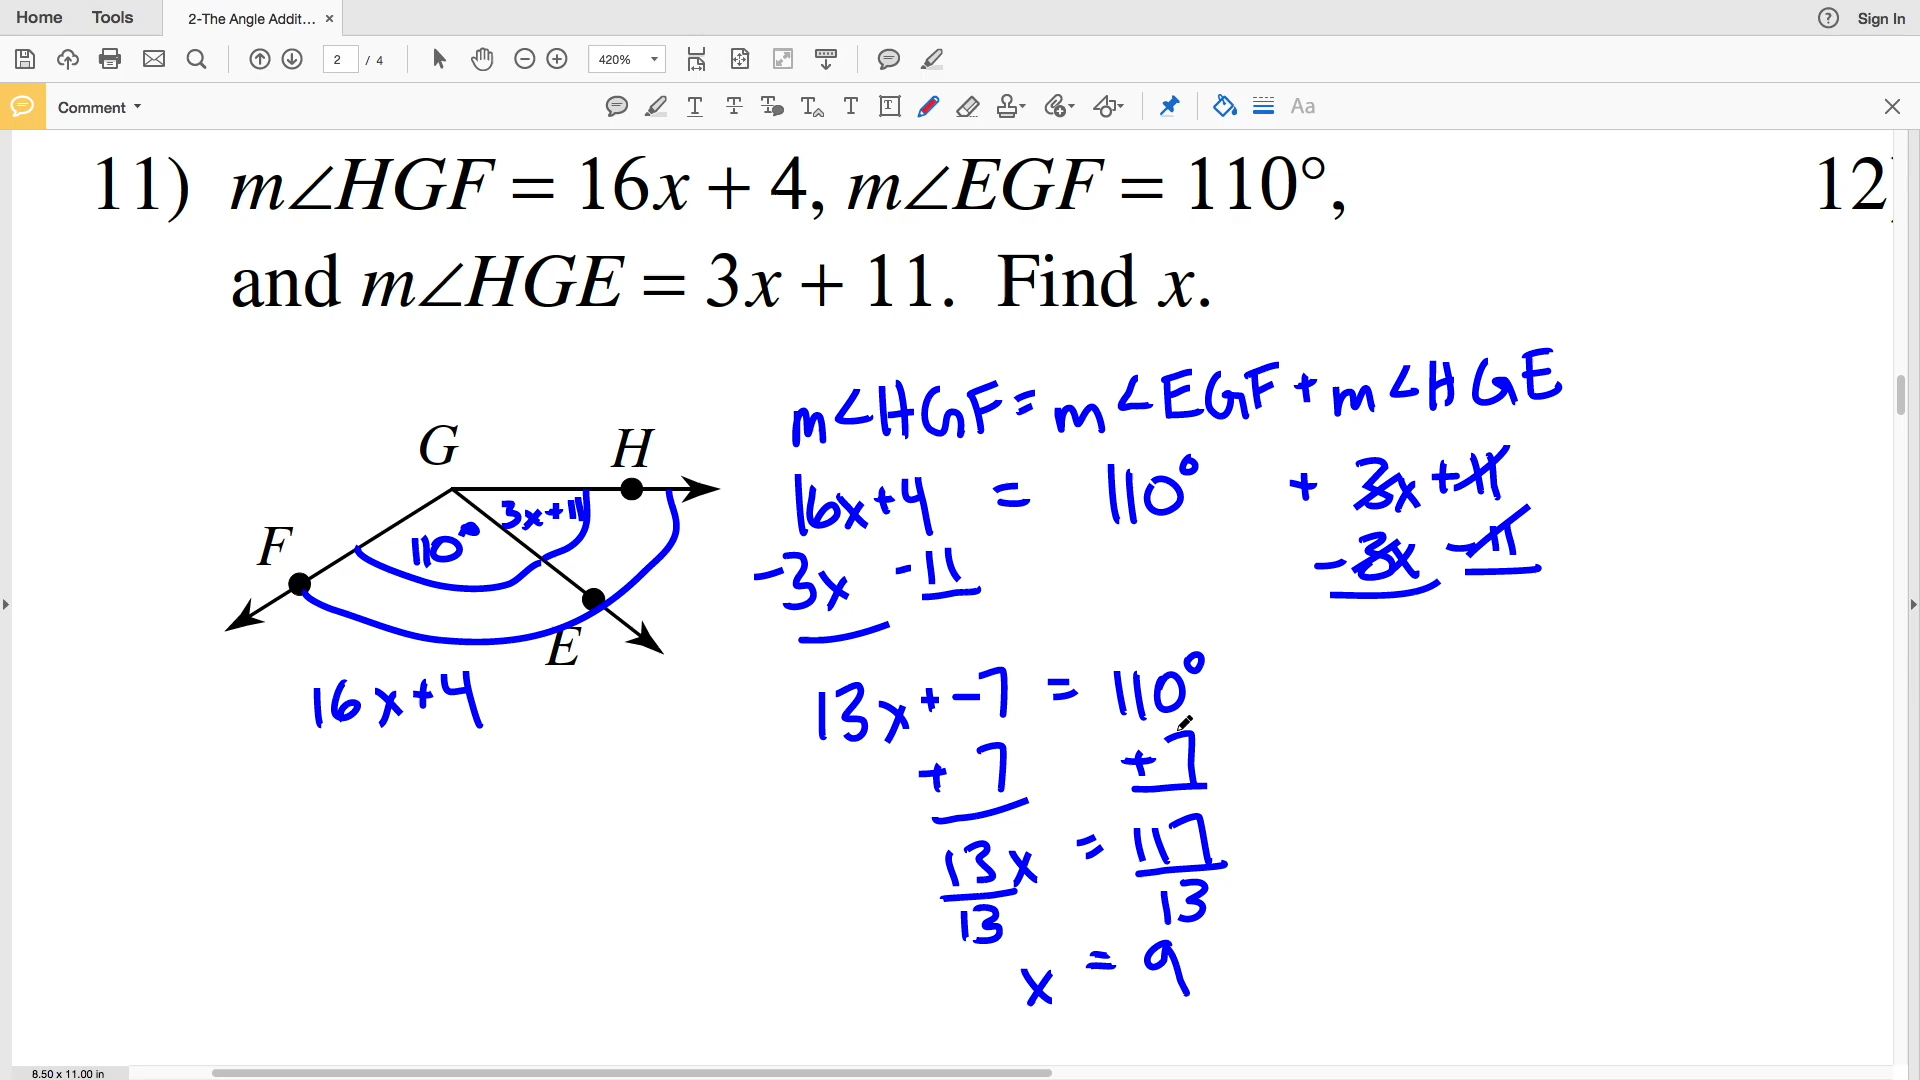 Home Tools 2-The Angle Addit... × ? Sign In
2 / 4 420%
Comment T T T T T T Aa
11) m∠HGF = 16x + 4, m∠EGF = 110°, 12)
and m∠HGE = 3x + 11. Find x.
m∠HGF = m∠EGF + m∠HGE
G H
16x+4 = 110° + 3x+11
3x+11
F 110°
-3x -11 -3x -11
E
16x+4
13x + -7 = 110°
+ 7 +7
13x = 117
13 13
x = 9
8.50 x 11.00 in